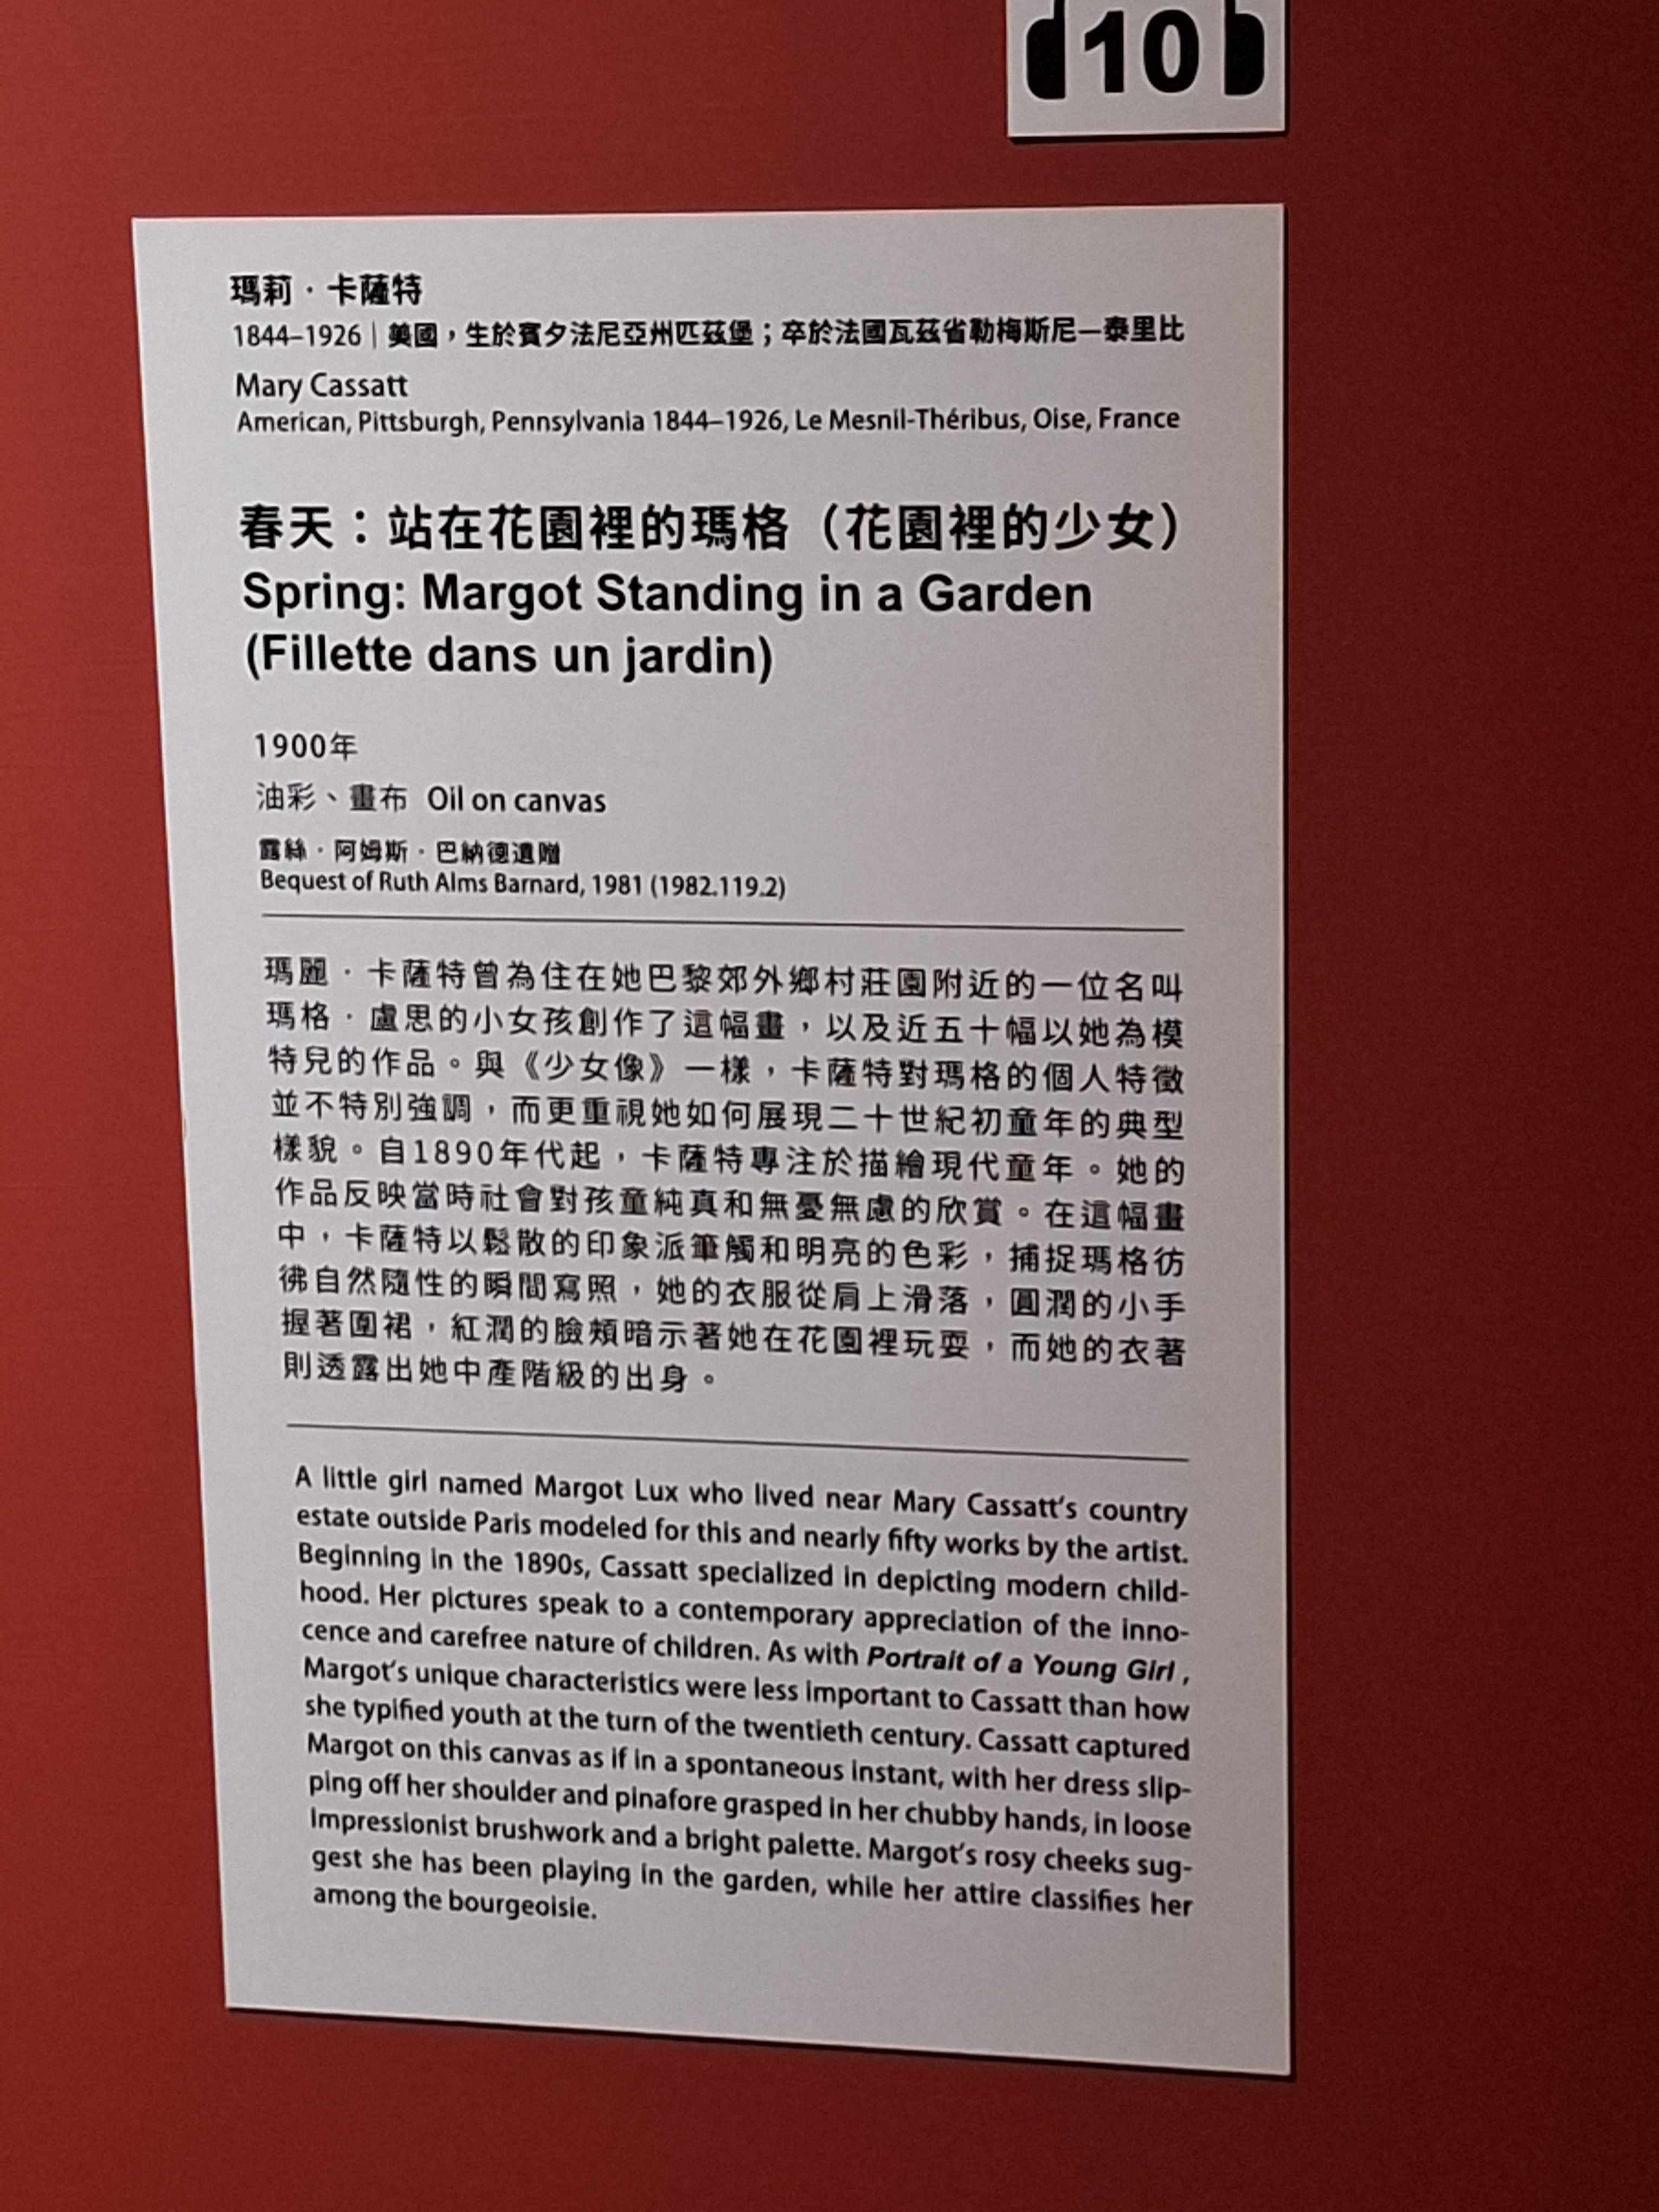 10
瑪莉·卡薩特
1844–1926｜美國，生於賓夕法尼亞州匹茲堡；卒於法國瓦茲省勒梅斯尼—泰里比
Mary Cassatt
American, Pittsburgh, Pennsylvania 1844–1926, Le Mesnil-Théribus, Oise, France
春天：站在花園裡的瑪格（花園裡的少女）
Spring: Margot Standing in a Garden
(Fillette dans un jardin)
1900年
油彩、畫布 Oil on canvas
露絲·阿姆斯·巴納德遺贈
Bequest of Ruth Alms Barnard, 1981 (1982.119.2)
瑪麗·卡薩特曾為住在她巴黎郊外鄉村莊園附近的一位名叫
瑪格·盧思的小女孩創作了這幅畫，以及近五十幅以她為模
特兒的作品。與《少女像》一樣，卡薩特對瑪格的個人特徵
並不特別強調，而更重視她如何展現二十世紀初童年的典型
樣貌。自1890年代起，卡薩特專注於描繪現代童年。她的
作品反映當時社會對孩童純真和無憂無慮的欣賞。在這幅畫
中，卡薩特以鬆散的印象派筆觸和明亮的色彩，捕捉瑪格彷
彿自然隨性的瞬間寫照，她的衣服從肩上滑落，圓潤的小手
握著圍裙，紅潤的臉頰暗示著她在花園裡玩耍，而她的衣著
則透露出她中產階級的出身。
A little girl named Margot Lux who lived near Mary Cassatt's country
estate outside Paris modeled for this and nearly fifty works by the artist.
Beginning in the 1890s, Cassatt specialized in depicting modern child-
hood. Her pictures speak to a contemporary appreciation of the inno-
cence and carefree nature of children. As with Portrait of a Young Girl ,
Margot's unique characteristics were less important to Cassatt than how
she typified youth at the turn of the twentieth century. Cassatt captured
Margot on this canvas as if in a spontaneous instant, with her dress slip-
ping off her shoulder and pinafore grasped in her chubby hands, in loose
Impressionist brushwork and a bright palette. Margot's rosy cheeks sug-
gest she has been playing in the garden, while her attire classifies her
among the bourgeoisie.